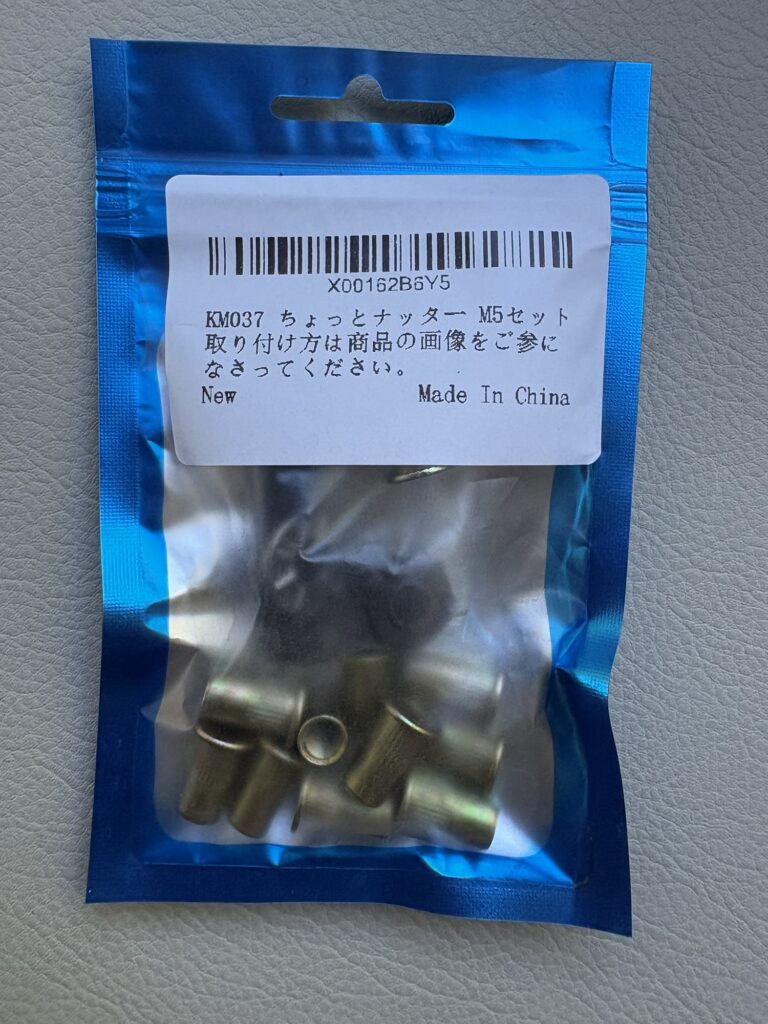 X00162B6Y5
KM037 ちょっとナッター M5セット
取り付け方は商品の画像をご参に
なさってください。
New Made In China